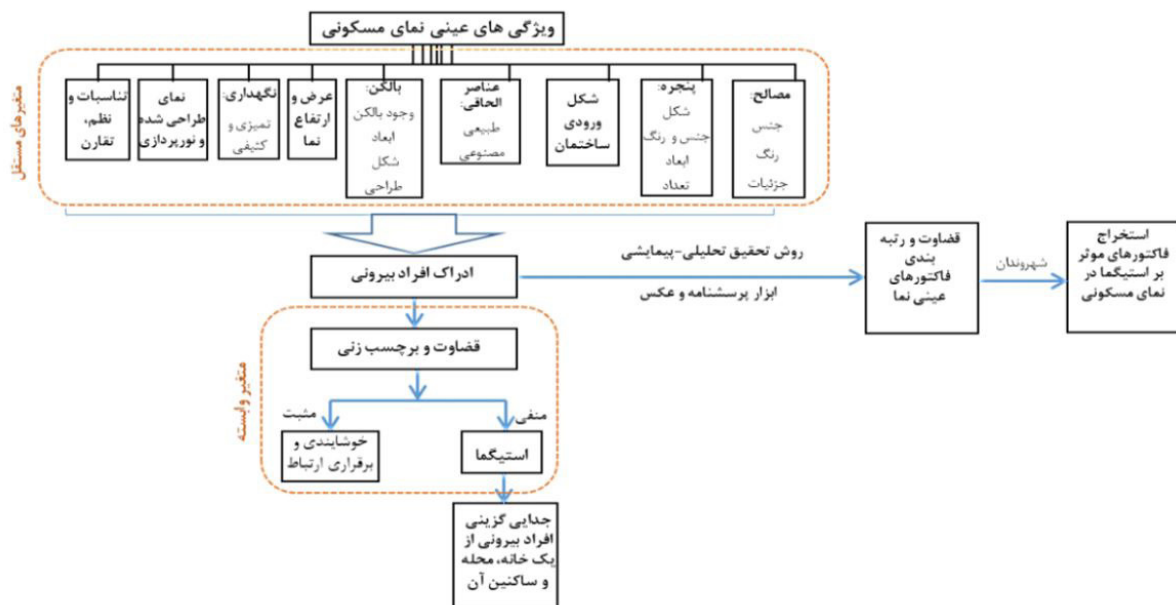 ویژگی های عینی نمای مسکونی
متغیرهای مستقل
مصالح:
جنس
رنگ
جزئیات
پنجره:
شکل
جنس و رنگ
ابعاد
تعداد
شکل
ورودی
ساختمان
عناصر
الحاقی:
طبیعی
مصنوعی
بالکن:
وجود بالکن
ابعاد
شکل
طراحی
عرض و
ارتفاع
نما
نگهداری:
تمیزی و
کثیفی
نمای
طراحی شده
و نورپردازی
تناسبات و
نظم،
تقارن
ادراک افراد بیرونی
روش تحقیق تحلیلی-پیمایشی
ابزار پرسشنامه و عکس
قضاوت و رتبه
بندی
فاکتورهای
عینی نما
شهروندان
استخراج
فاکتورهای موثر
بر استیگما در
نمای مسکونی
متغیر وابسته
قضاوت و برچسب زنی
منفی
مثبت
استیگما
خوشایندی و
برقراری ارتباط
جدایی گزینی
افراد بیرونی از
یک خانه، محله
و ساکنین آن